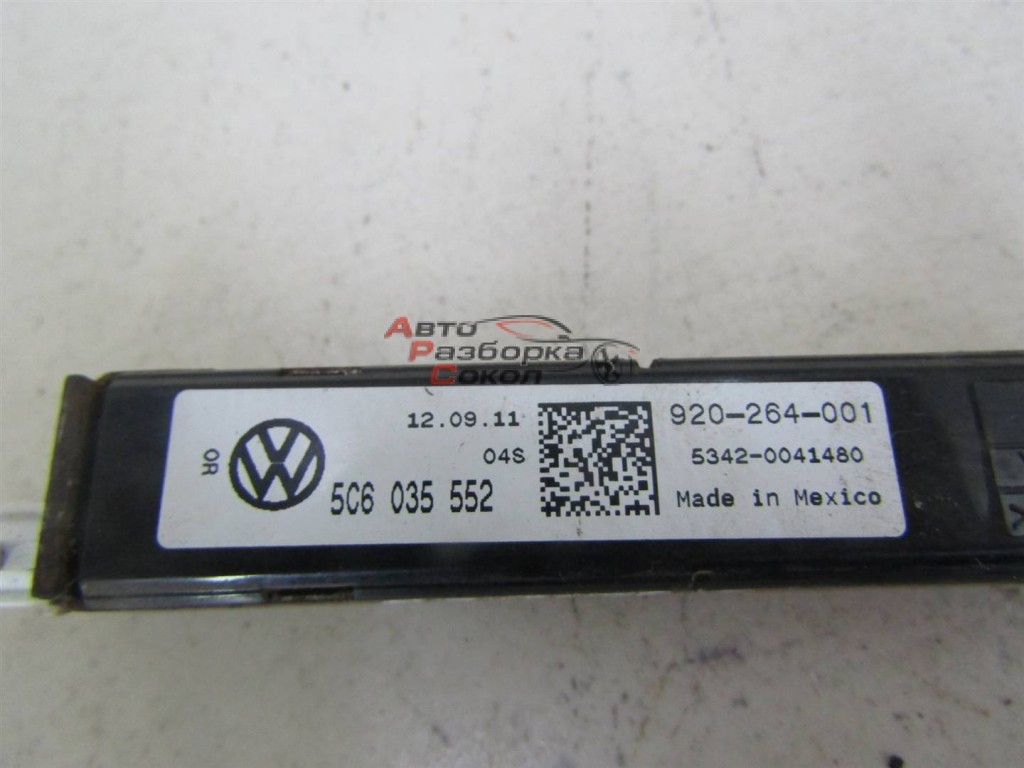 Авто
Разборка
Сокол
12.09.11
920-264-001
OR
04S
5342-0041480
5C6 035 552
Made in Mexico